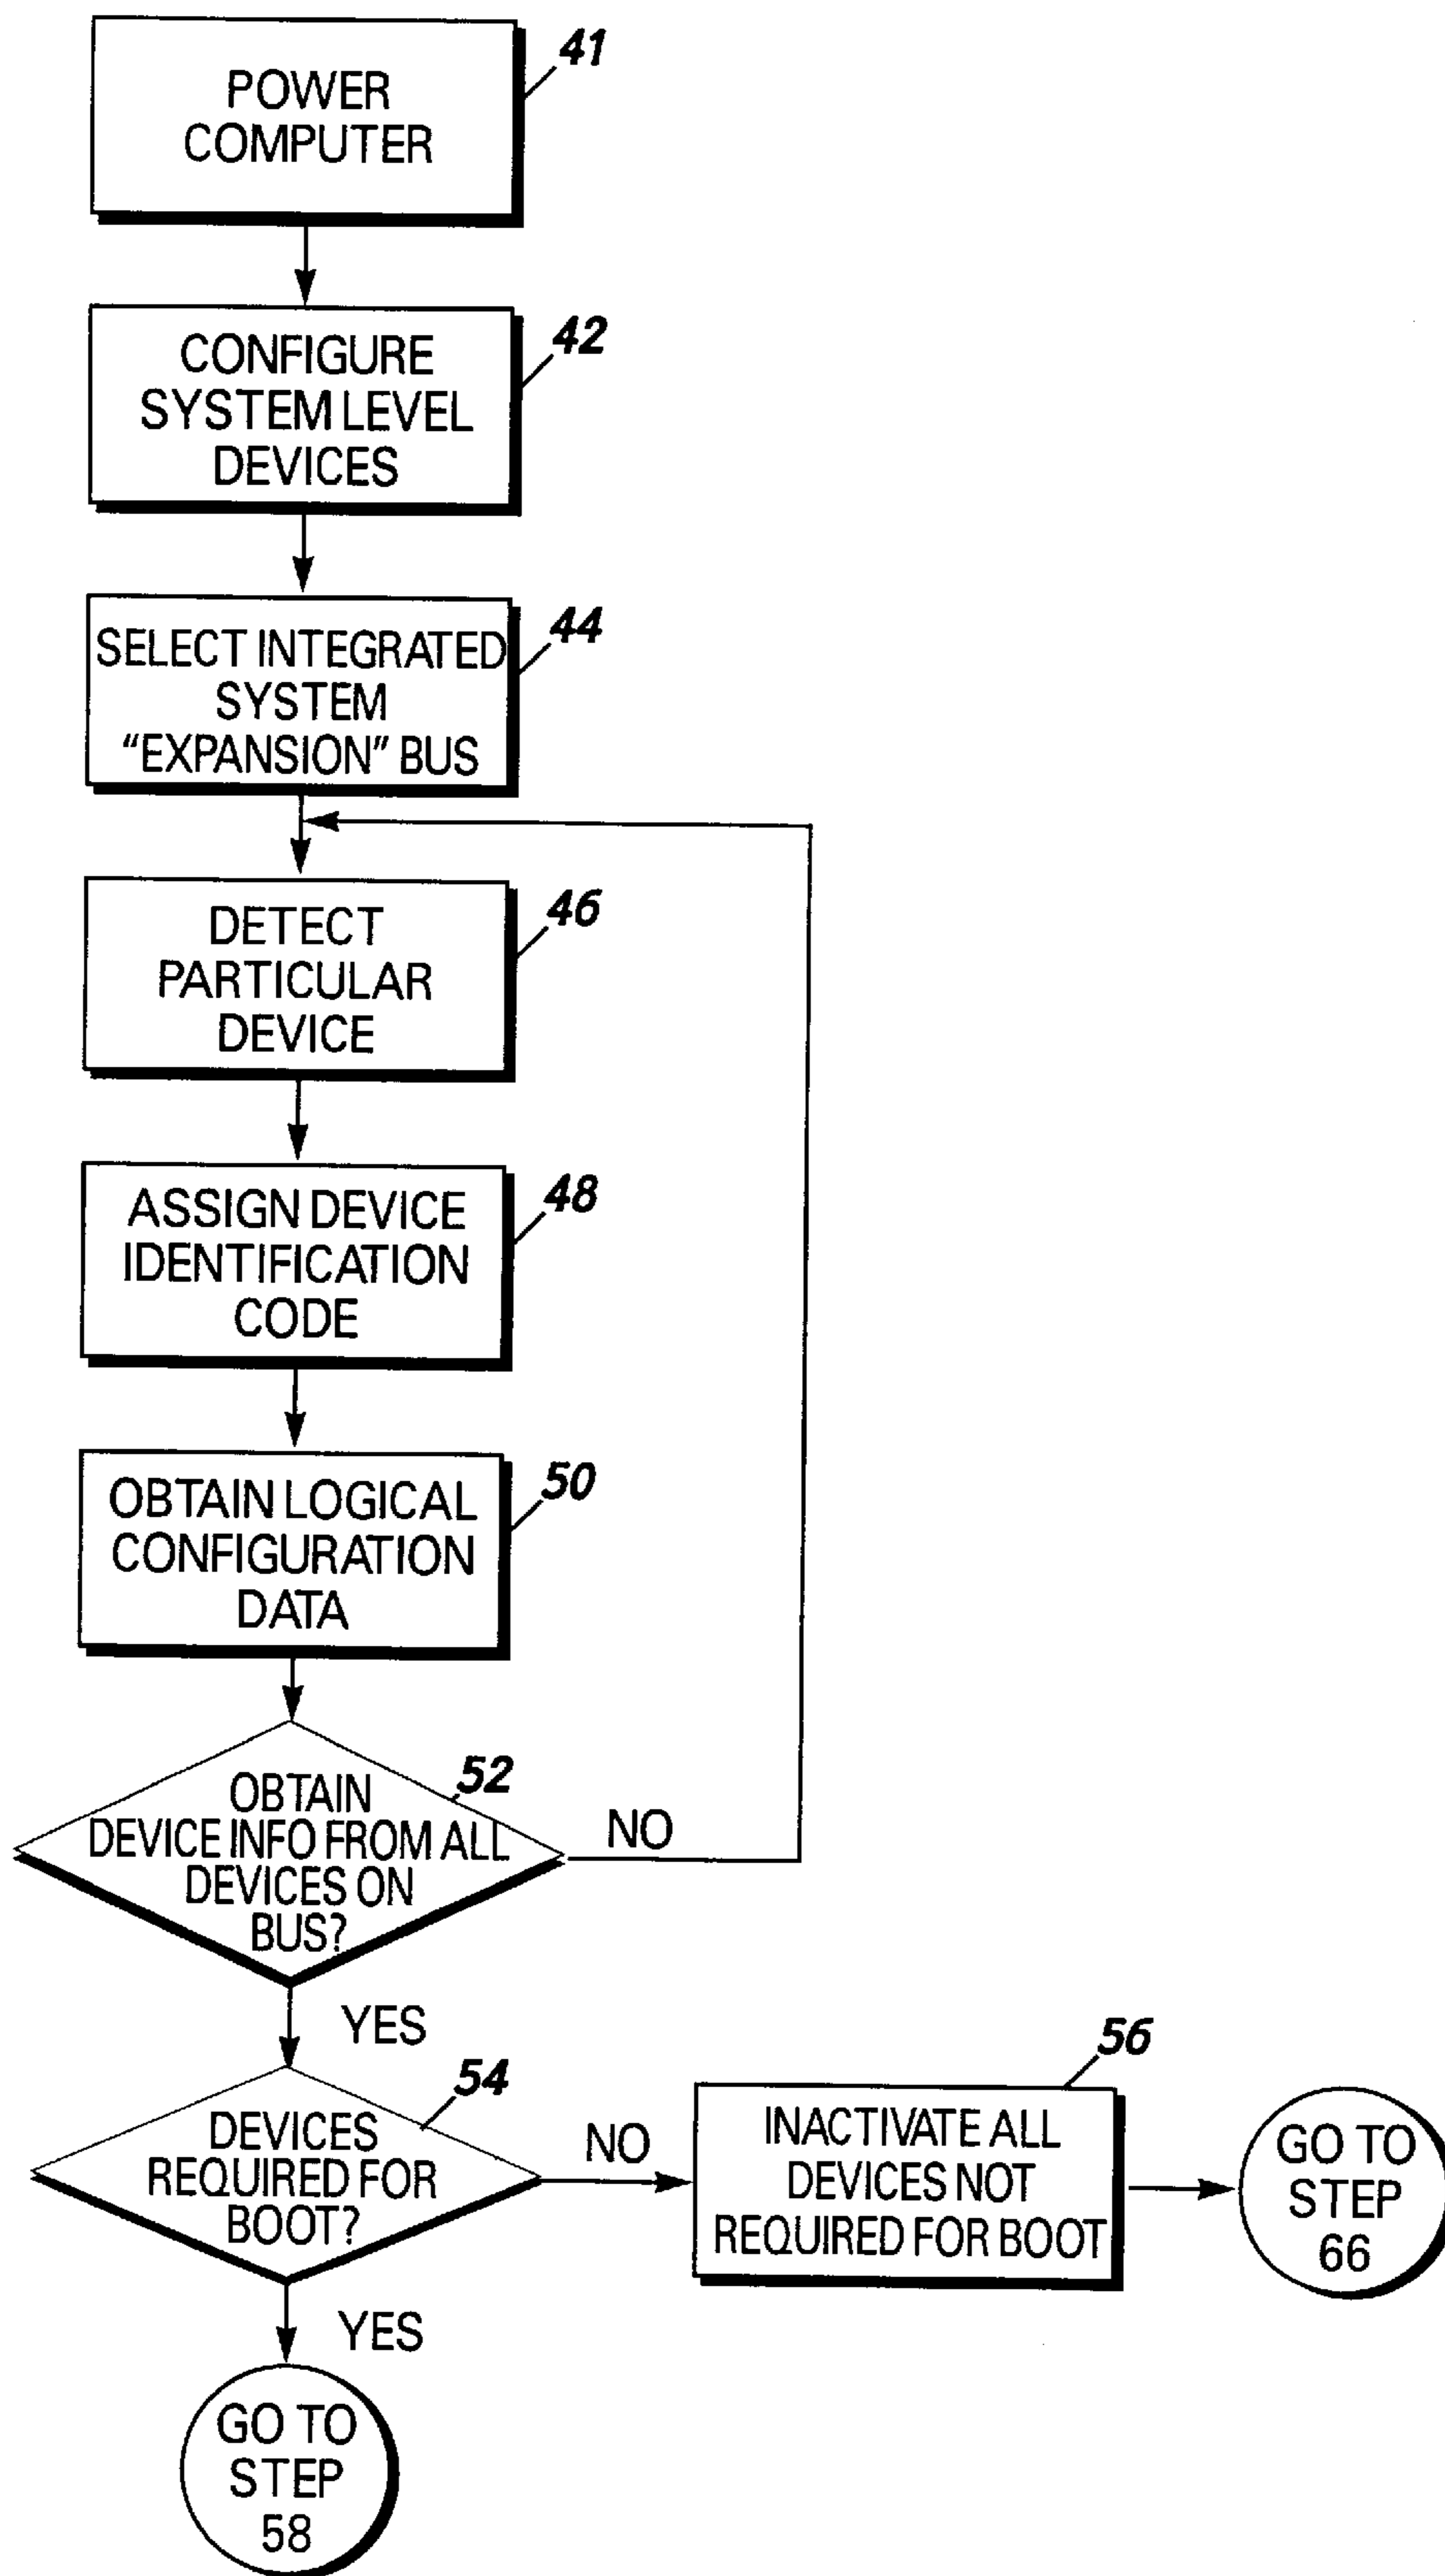 41
POWER
COMPUTER
42
CONFIGURE
SYSTEM LEVEL
DEVICES
44
SELECT INTEGRATED
SYSTEM
“EXPANSION” BUS
46
DETECT
PARTICULAR
DEVICE
48
ASSIGN DEVICE
IDENTIFICATION
CODE
50
OBTAIN LOGICAL
CONFIGURATION
DATA
52
OBTAIN
DEVICE INFO FROM ALL
DEVICES ON
BUS?
NO
YES
54
DEVICES
REQUIRED FOR
BOOT?
NO
56
INACTIVATE ALL
DEVICES NOT
REQUIRED FOR BOOT
GO TO
STEP
66
YES
GO TO
STEP
58